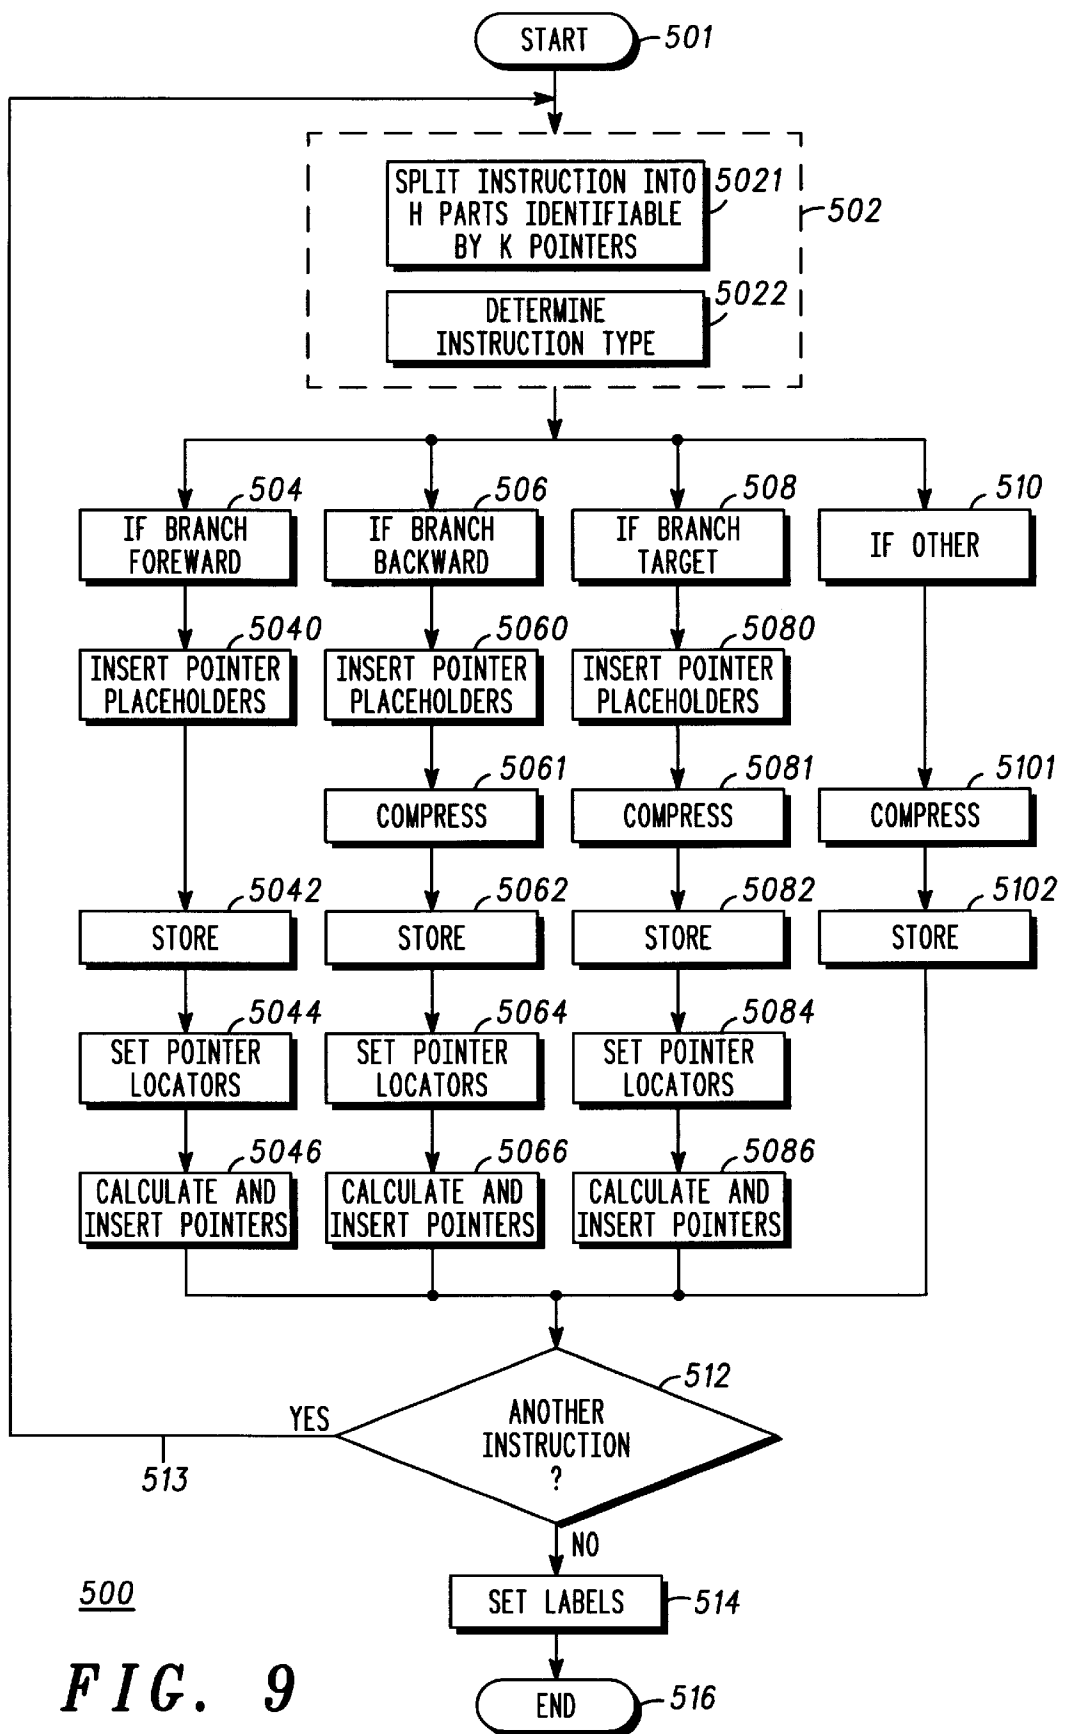 START
501
SPLIT INSTRUCTION INTO
H PARTS IDENTIFIABLE
BY K POINTERS
5021
502
DETERMINE
INSTRUCTION TYPE
5022
504
IF BRANCH
FOREWARD
506
IF BRANCH
BACKWARD
508
IF BRANCH
TARGET
510
IF OTHER
5040
INSERT POINTER
PLACEHOLDERS
5060
INSERT POINTER
PLACEHOLDERS
5080
INSERT POINTER
PLACEHOLDERS
5061
COMPRESS
5081
COMPRESS
5101
COMPRESS
5042
STORE
5062
STORE
5082
STORE
5102
STORE
5044
SET POINTER
LOCATORS
5064
SET POINTER
LOCATORS
5084
SET POINTER
LOCATORS
5046
CALCULATE AND
INSERT POINTERS
5066
CALCULATE AND
INSERT POINTERS
5086
CALCULATE AND
INSERT POINTERS
512
ANOTHER
INSTRUCTION
?
YES
513
NO
SET LABELS
514
500
END
516
FIG. 9